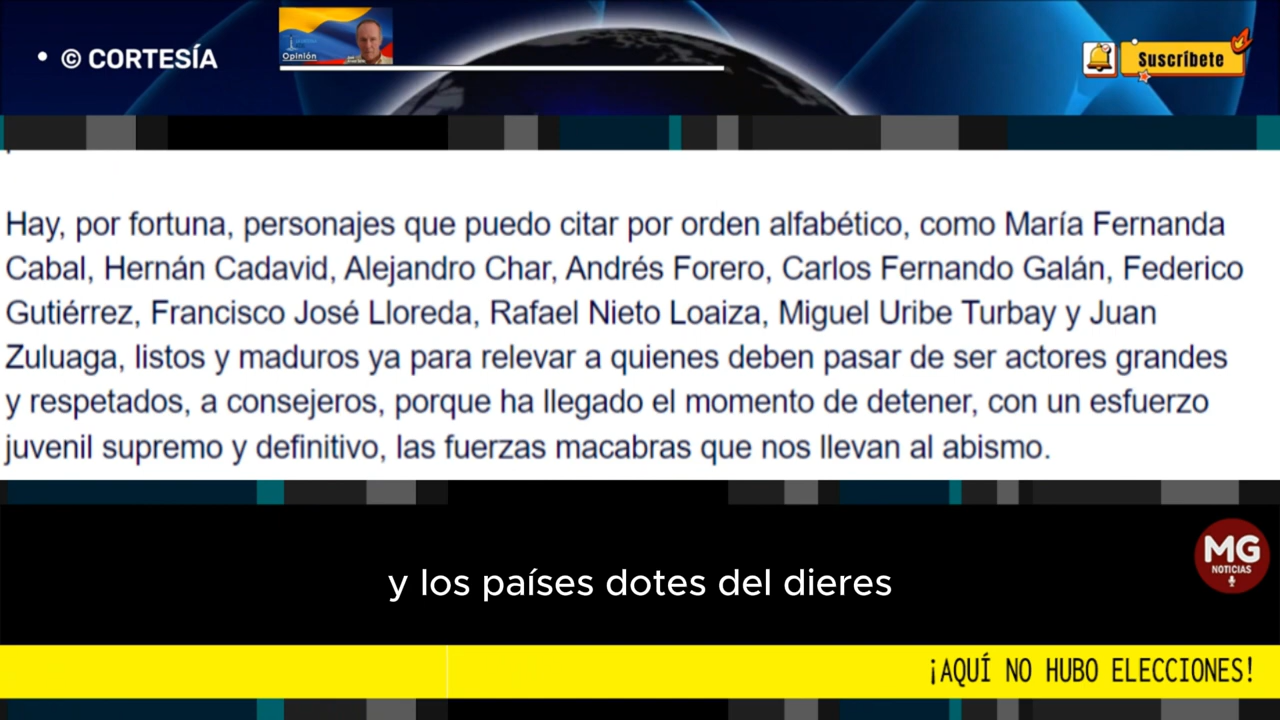 • © CORTESÍA
Opinión
Suscríbete
Hay, por fortuna, personajes que puedo citar por orden alfabético, como María Fernanda
Cabal, Hernán Cadavid, Alejandro Char, Andrés Forero, Carlos Fernando Galán, Federico
Gutiérrez, Francisco José Lloreda, Rafael Nieto Loaiza, Miguel Uribe Turbay y Juan
Zuluaga, listos y maduros ya para relevar a quienes deben pasar de ser actores grandes
y respetados, a consejeros, porque ha llegado el momento de detener, con un esfuerzo
juvenil supremo y definitivo, las fuerzas macabras que nos llevan al abismo.
MG
NOTICIAS
y los países dotes del dieres
¡AQUÍ NO HUBO ELECCIONES!